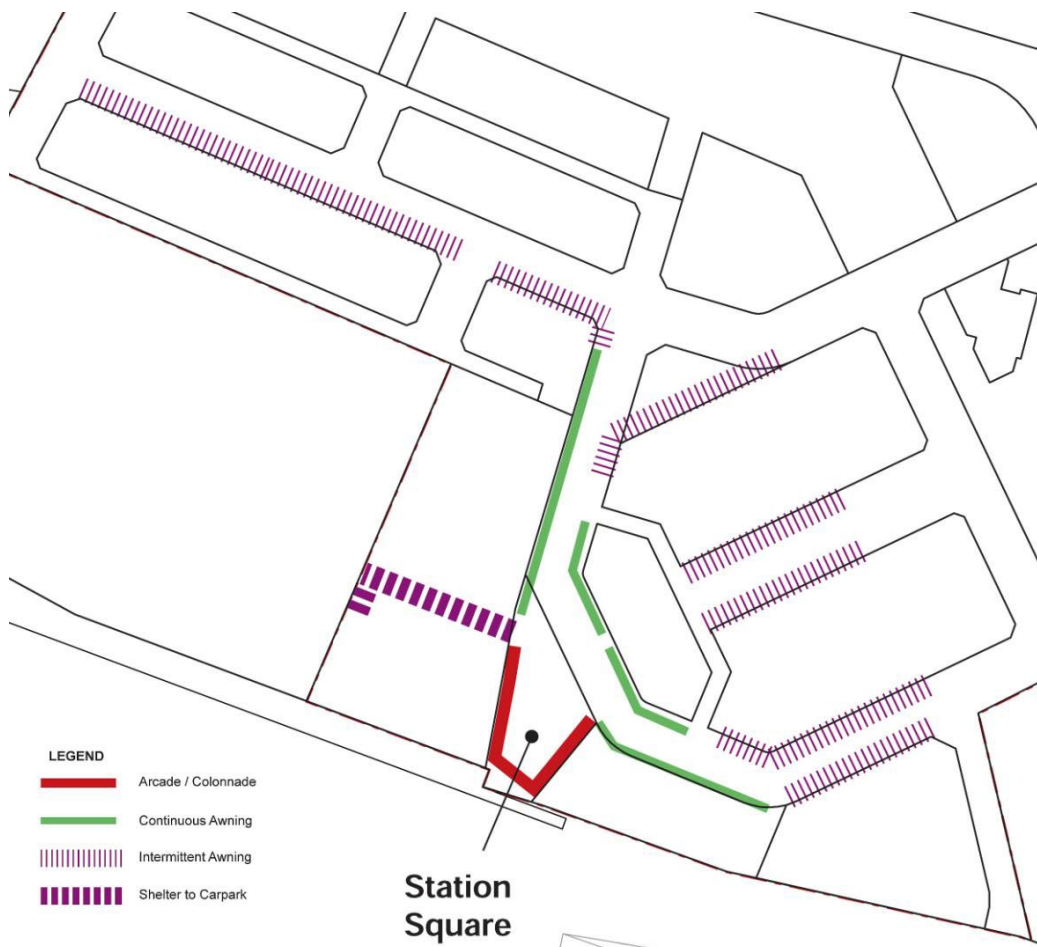 LEGEND
Arcade / Colonnade
Continuous Awning
Intermittent Awning
Shelter to Carpark
Station
Square